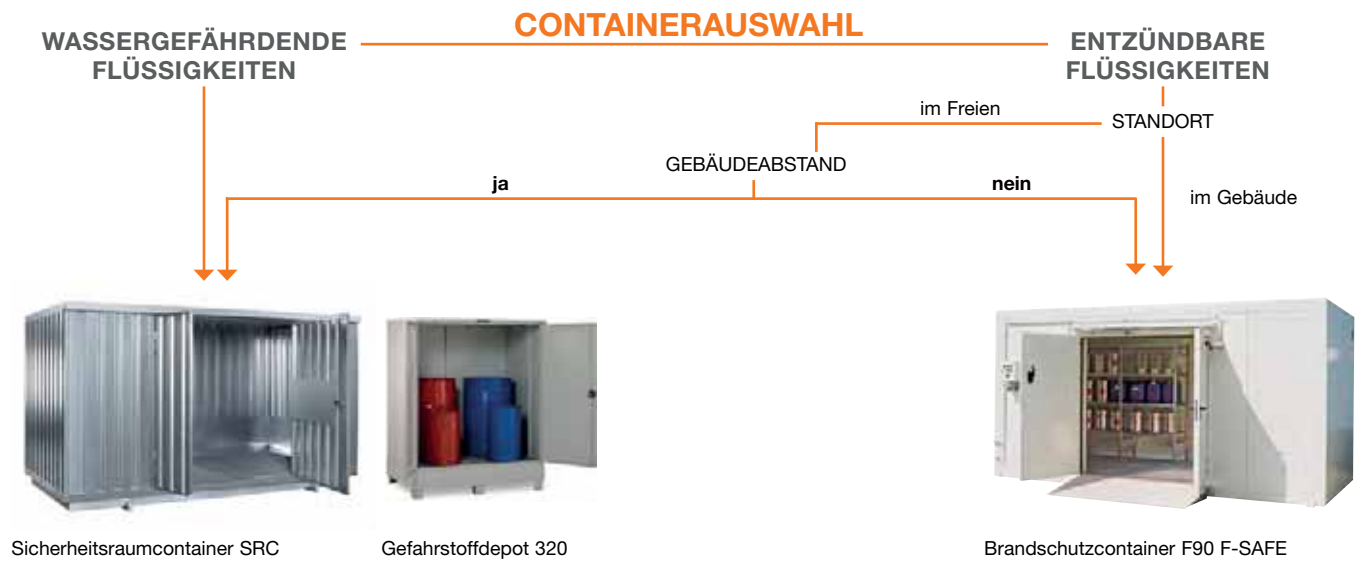 CONTAINERAUSWAHL
WASSERGEFÄHRDENDE
FLÜSSIGKEITEN
ENTZÜNDBARE
FLÜSSIGKEITEN
im Freien
STANDORT
GEBÄUDEABSTAND
ja
nein
im Gebäude
Sicherheitsraumcontainer SRC
Gefahrstoffdepot 320
Brandschutzcontainer F90 F-SAFE